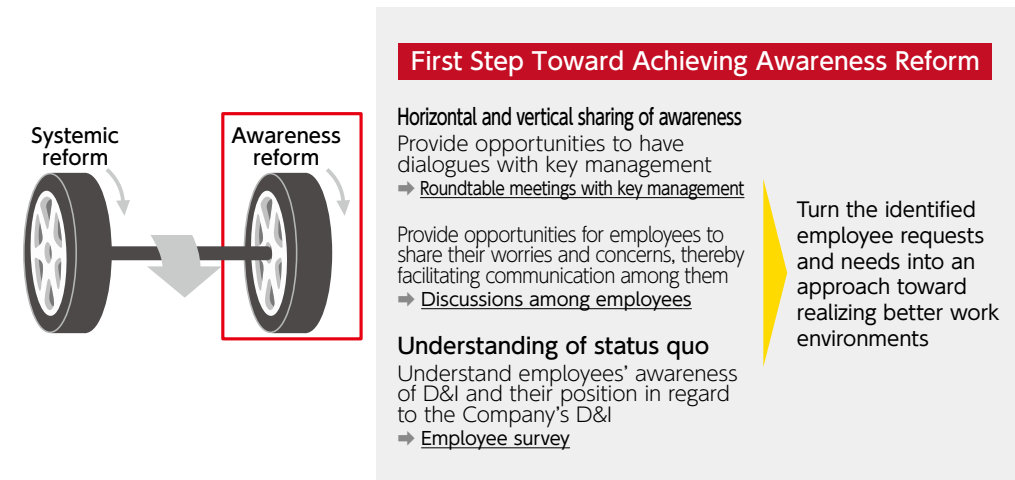 Systemic
reform
Awareness
reform
First Step Toward Achieving Awareness Reform
Horizontal and vertical sharing of awareness
Provide opportunities to have
dialogues with key management
➡ Roundtable meetings with key management
Provide opportunities for employees to
share their worries and concerns, thereby
facilitating communication among them
➡ Discussions among employees
Understanding of status quo
Understand employees’ awareness
of D&I and their position in regard
to the Company’s D&I
➡ Employee survey
Turn the identified
employee requests
and needs into an
approach toward
realizing better work
environments